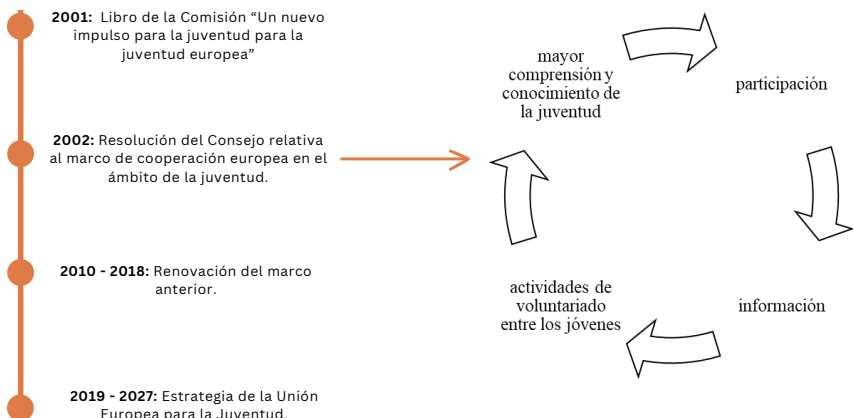 2001: Libro de la Comisión “Un nuevo
impulso para la juventud para la
juventud europea”
2002: Resolución del Consejo relativa
al marco de cooperación europea en el
ámbito de la juventud.
2010 - 2018: Renovación del marco
anterior.
2019 - 2027: Estrategia de la Unión
Europea para la Juventud.
mayor
comprensión y
conocimiento de
la juventud
participación
información
actividades de
voluntariado
entre los jóvenes